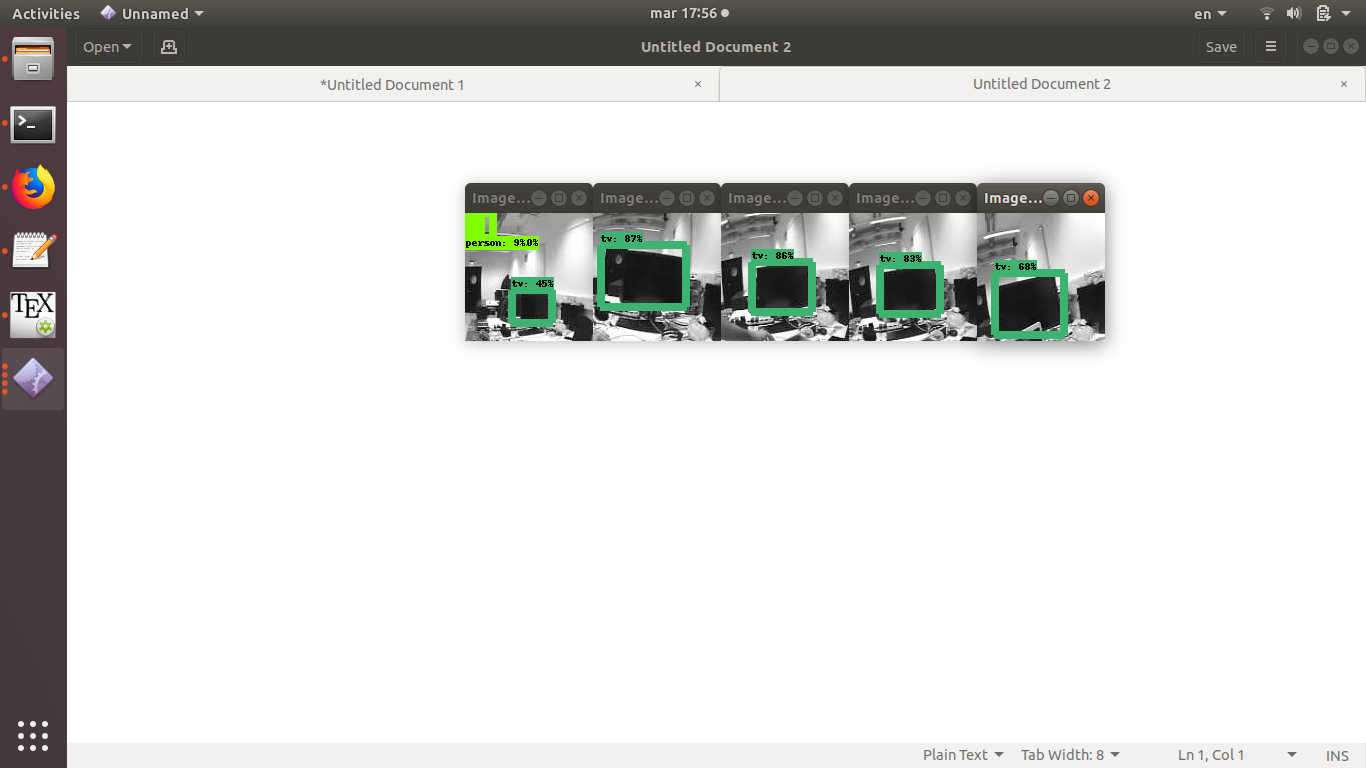 Activities Unnamed mar 17:56 en
Open Untitled Document 2 Save
*Untitled Document 1 × Untitled Document 2 ×
Image... Image... Image... Image... Image...
person: 9%0%
tv: 45%
tv: 87%
tv: 86%
tv: 83%
tv: 68%
>_
TEX
Plain Text Tab Width: 8 Ln 1, Col 1 INS